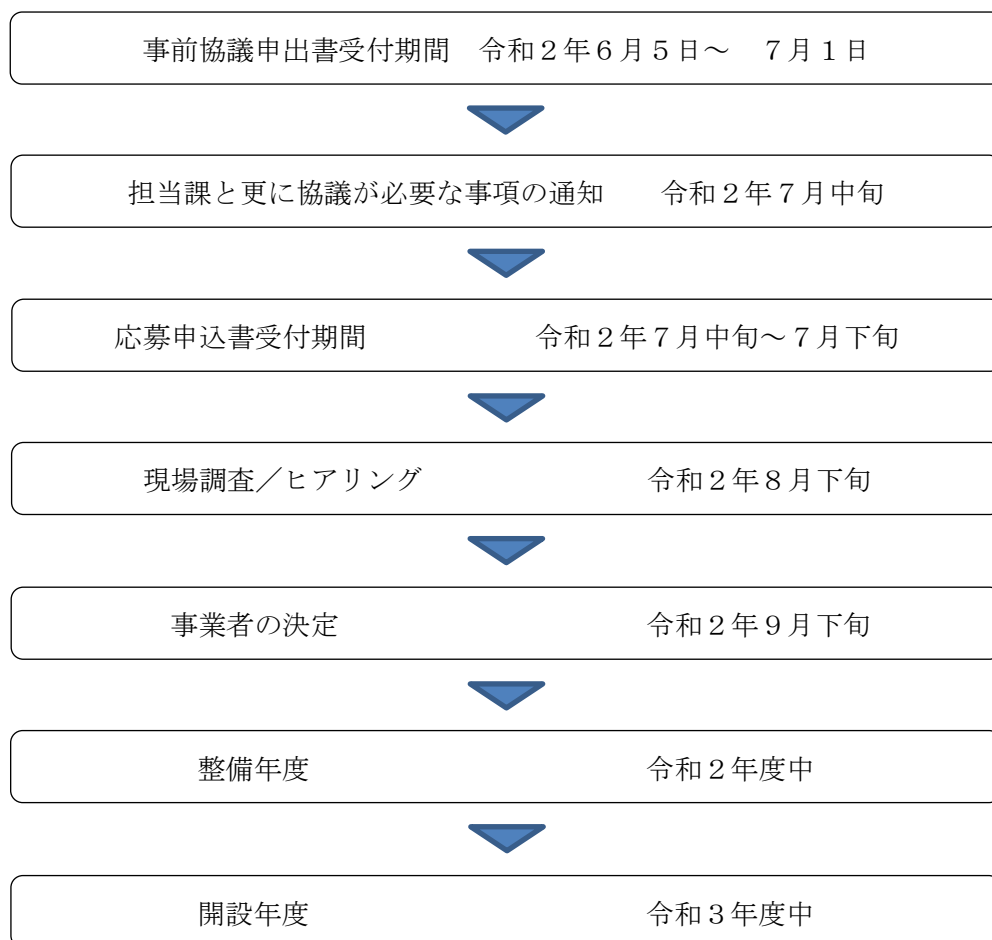 事前協議申出書受付期間　令和２年６月５日～　７月１日
担当課と更に協議が必要な事項の通知　　令和２年７月中旬
応募申込書受付期間　　　　　　　令和２年７月中旬～７月下旬
現場調査／ヒアリング　　　　　　　　令和２年８月下旬
事業者の決定　　　　　　　　　　　令和２年９月下旬
整備年度　　　　　　　　　　　　令和２年度中
開設年度　　　　　　　　　　　　令和３年度中